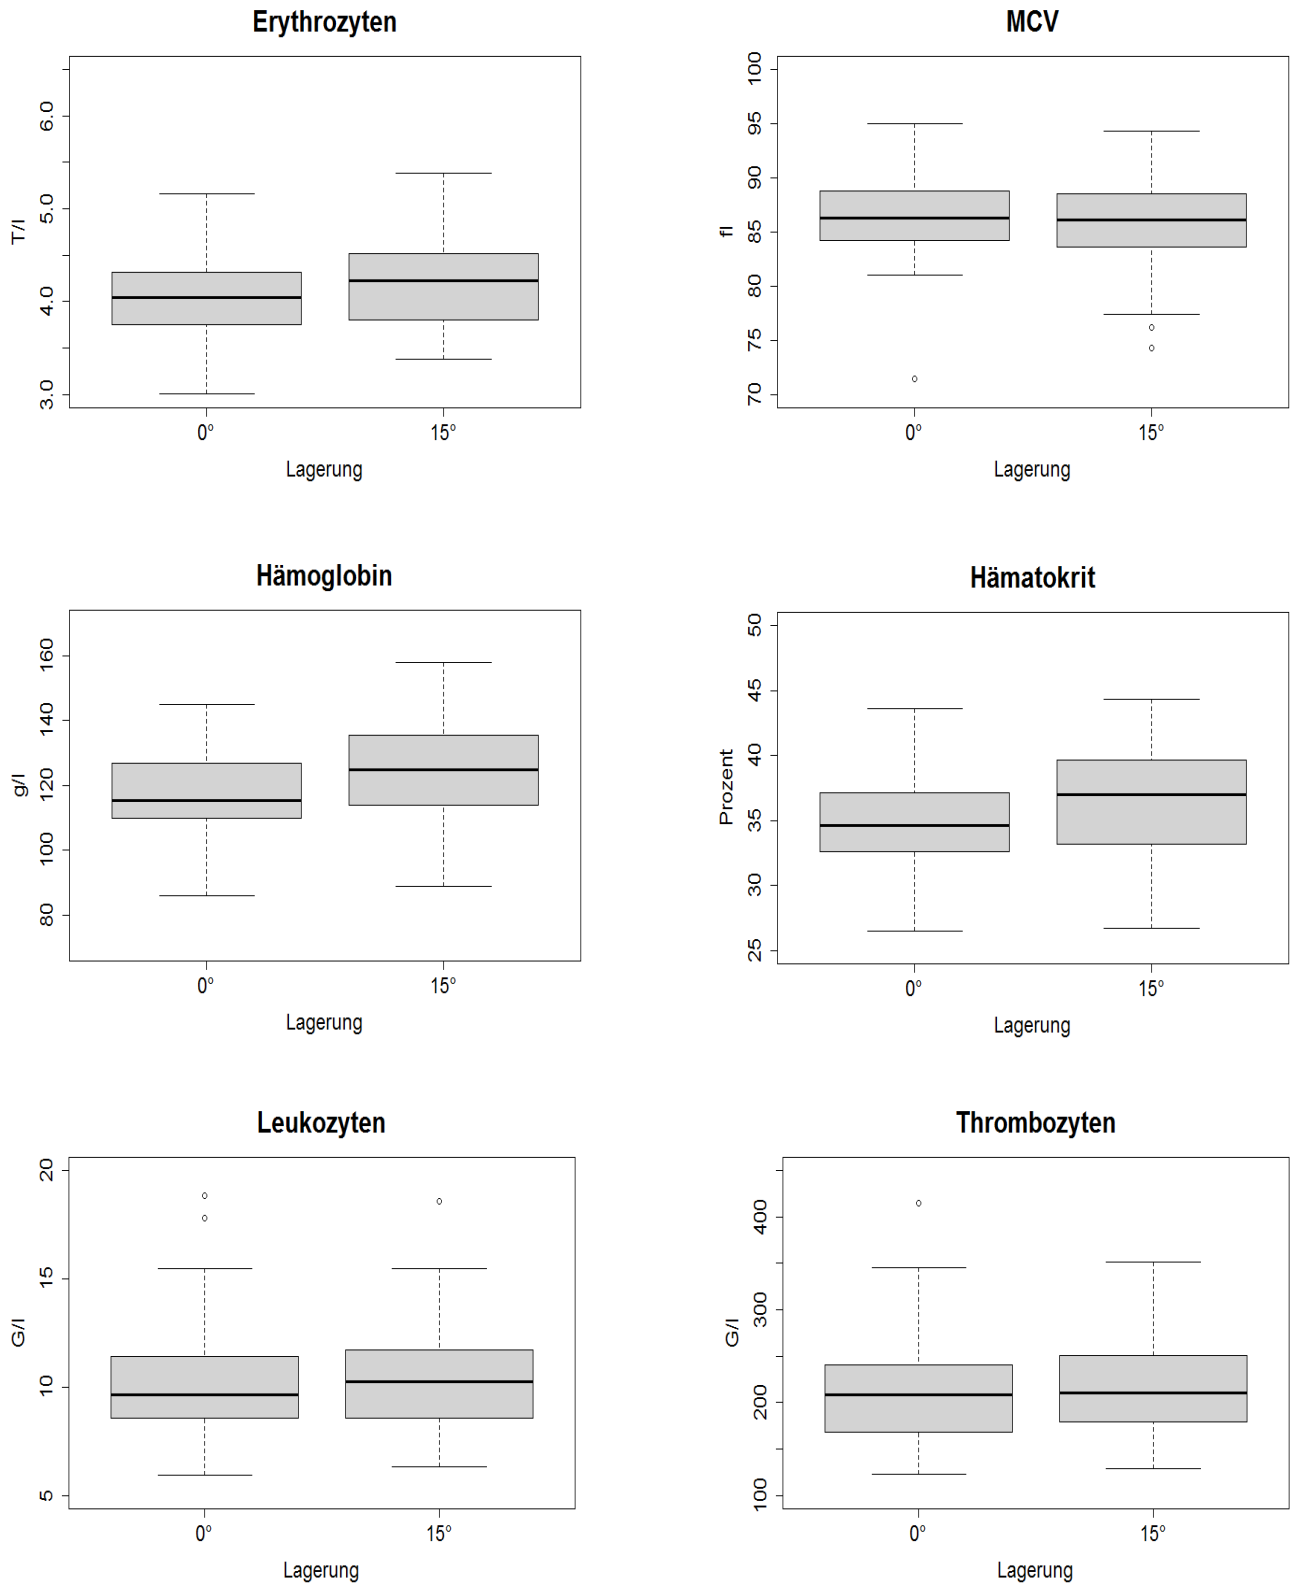 Erythrozyten
T/l
6.0
5.0
4.0
3.0
0°
15°
Lagerung
MCV
fl
100
95
90
85
80
75
70
0°
15°
Lagerung
Hämoglobin
g/l
160
140
120
100
80
0°
15°
Lagerung
Hämatokrit
Prozent
50
45
40
35
30
25
0°
15°
Lagerung
Leukozyten
G/l
20
15
10
5
0°
15°
Lagerung
Thrombozyten
G/l
400
300
200
100
0°
15°
Lagerung